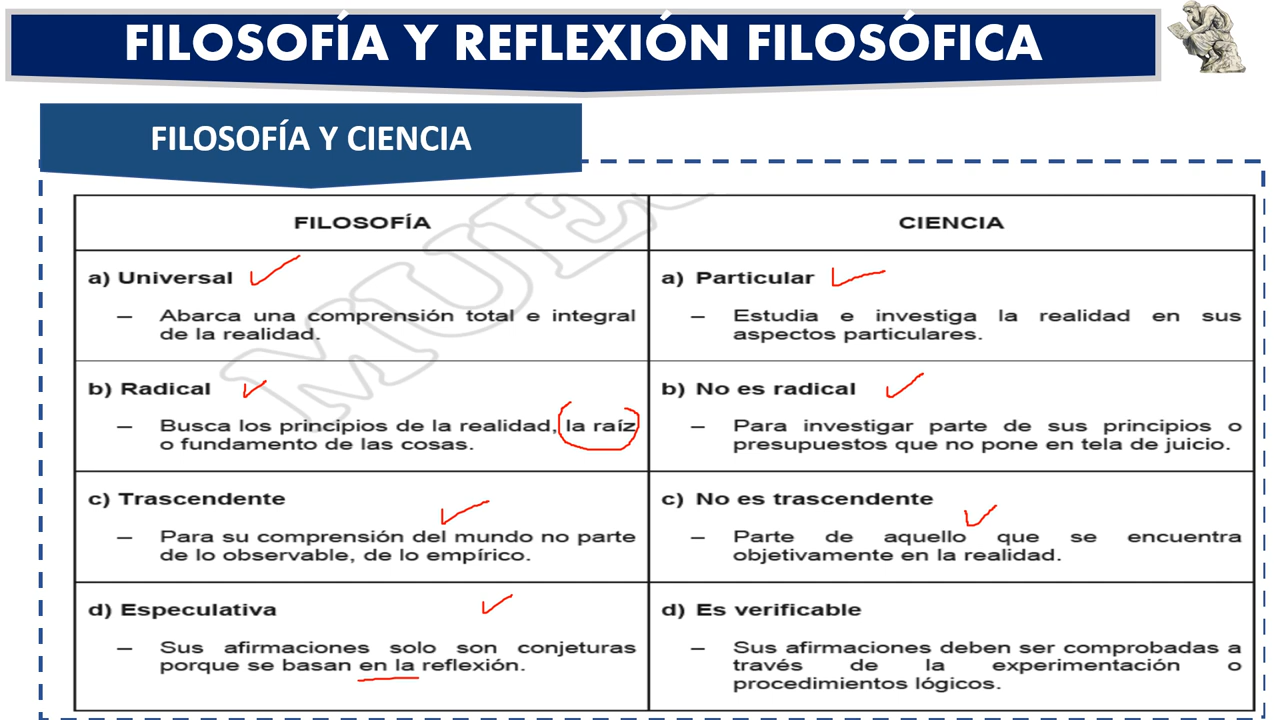 FILOSOFÍA Y REFLEXIÓN FILOSÓFICA
FILOSOFÍA Y CIENCIA
FILOSOFÍA
CIENCIA
a) Universal
– Abarca una comprensión total e integral
de la realidad.
a) Particular
– Estudia e investiga la realidad en sus
aspectos particulares.
b) Radical
– Busca los principios de la realidad, la raíz
o fundamento de las cosas.
b) No es radical
– Para investigar parte de sus principios o
presupuestos que no pone en tela de juicio.
c) Trascendente
– Para su comprensión del mundo no parte
de lo observable, de lo empírico.
c) No es trascendente
– Parte de aquello que se encuentra
objetivamente en la realidad.
d) Especulativa
– Sus afirmaciones solo son conjeturas
porque se basan en la reflexión.
d) Es verificable
– Sus afirmaciones deben ser comprobadas a
través de la experimentación o
procedimientos lógicos.